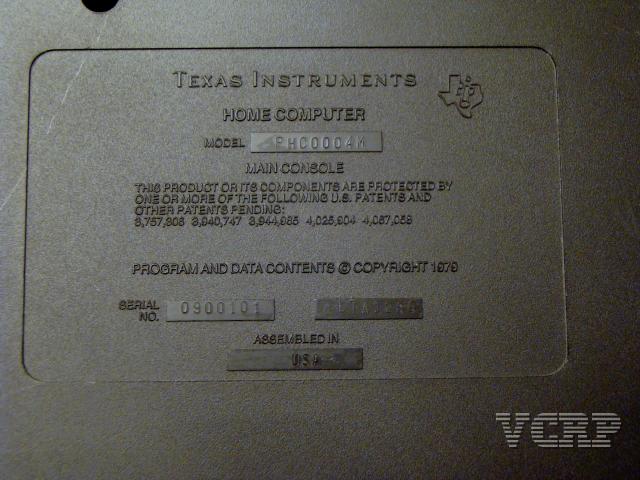 TEXAS INSTRUMENTS
HOME COMPUTER
MODEL PHC0004M
MAIN CONSOLE
THIS PRODUCT OR ITS COMPONENTS ARE PROTECTED BY
ONE OR MORE OF THE FOLLOWING U.S. PATENTS AND
OTHER PATENTS PENDING:
3,757,306 3,940,747 3,944,985 4,025,904 4,087,058
PROGRAM AND DATA CONTENTS © COPYRIGHT 1979
SERIAL NO. 0900101
ASSEMBLED IN
USA
VCRP